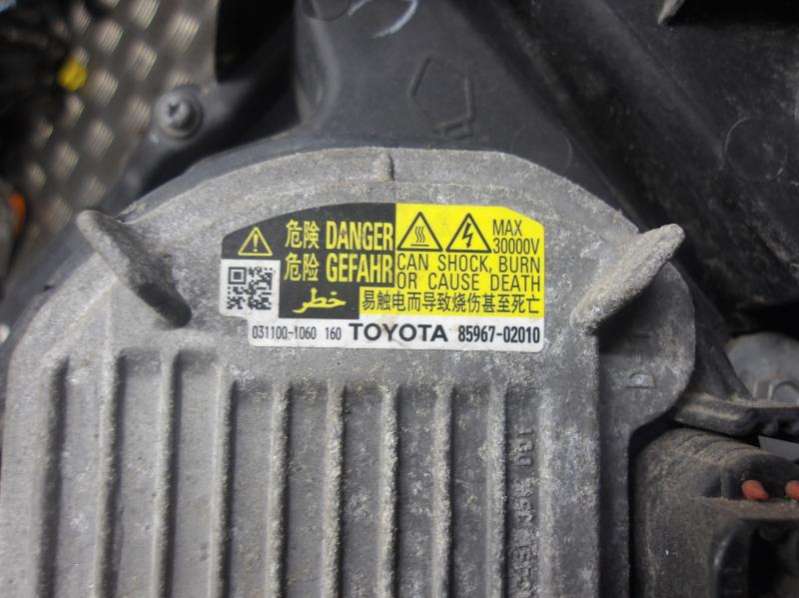 危険 DANGER
危险 GEFAHR
خطر
MAX
30000V
CAN SHOCK, BURN
OR CAUSE DEATH
易触电而导致烧伤甚至死亡
031100-1060 160 TOYOTA 85967-02010